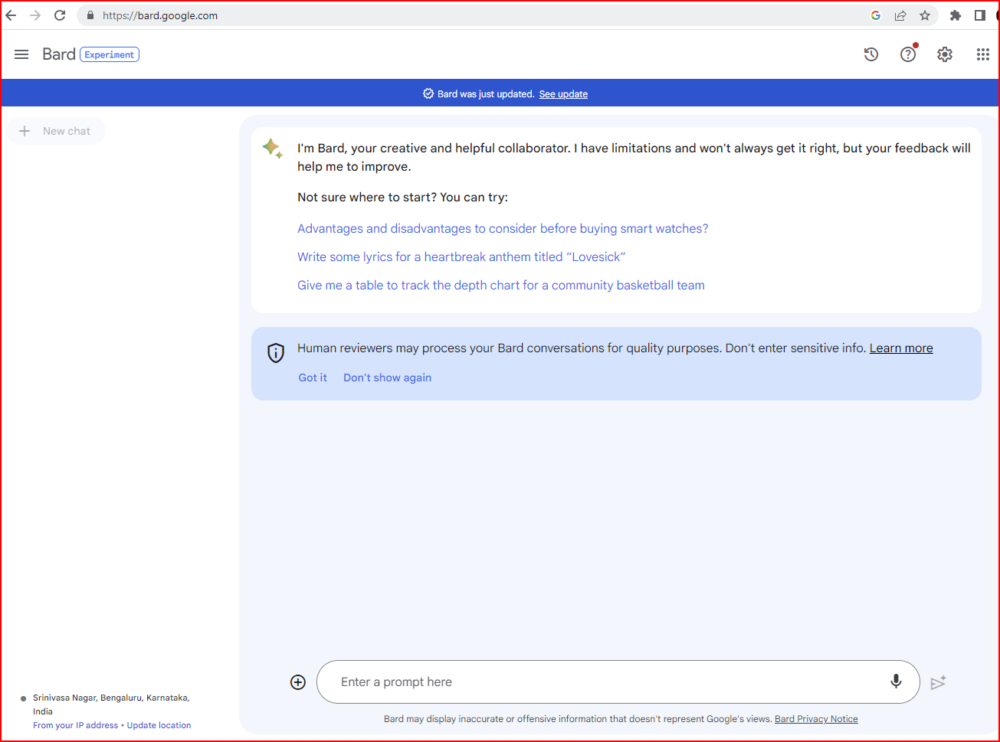 https://bard.google.com
Bard Experiment
Bard was just updated. See update
New chat
I'm Bard, your creative and helpful collaborator. I have limitations and won't always get it right, but your feedback will
help me to improve.
Not sure where to start? You can try:
Advantages and disadvantages to consider before buying smart watches?
Write some lyrics for a heartbreak anthem titled “Lovesick”
Give me a table to track the depth chart for a community basketball team
Human reviewers may process your Bard conversations for quality purposes. Don't enter sensitive info. Learn more
Got it Don't show again
Enter a prompt here
Srinivasa Nagar, Bengaluru, Karnataka,
India
From your IP address • Update location
Bard may display inaccurate or offensive information that doesn't represent Google's views. Bard Privacy Notice